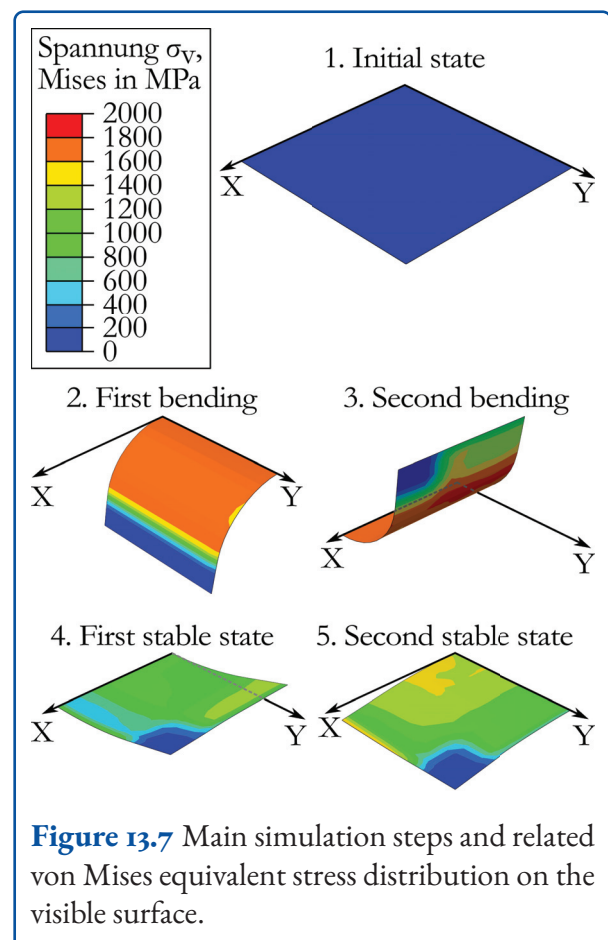 Spannung σV,
Mises in MPa
2000
1800
1600
1400
1200
1000
800
600
400
200
0
1. Initial state
X
Y
2. First bending
X
Y
3. Second bending
X
Y
4. First stable state
X
Y
5. Second stable state
X
Y
Figure 13.7 Main simulation steps and related
von Mises equivalent stress distribution on the
visible surface.